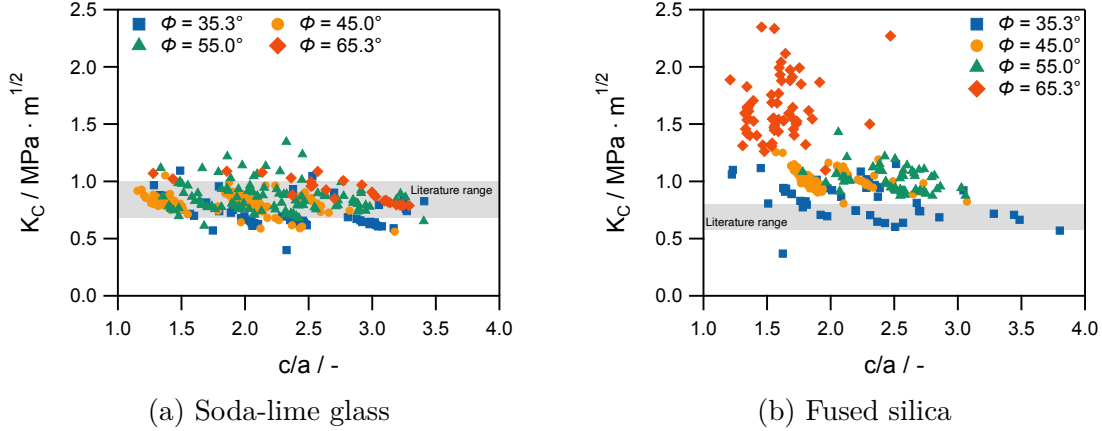 Φ = 35.3° Φ = 45.0°
Φ = 55.0° Φ = 65.3°
K_C / MPa · m^{1/2}
2.5
2.0
1.5
1.0
0.5
0.0
Literature range
1.0 1.5 2.0 2.5 3.0 3.5 4.0
c/a / -
(a) Soda-lime glass
Φ = 35.3°
Φ = 45.0°
Φ = 55.0°
Φ = 65.3°
K_C / MPa · m^{1/2}
2.5
2.0
1.5
1.0
0.5
0.0
Literature range
1.0 1.5 2.0 2.5 3.0 3.5 4.0
c/a / -
(b) Fused silica